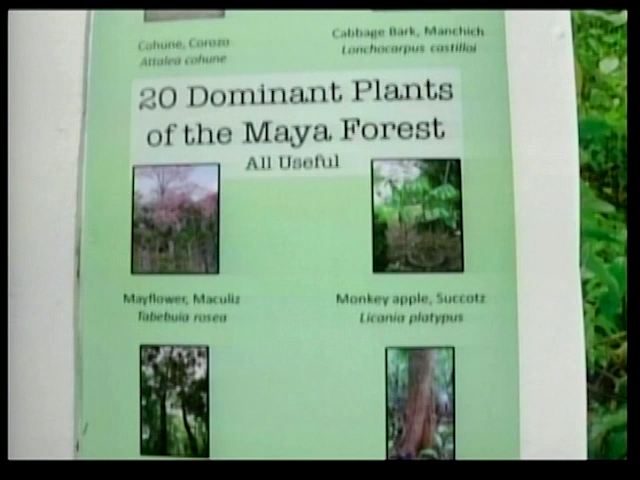 Cohune, Corozo
Attalea cohune
Cabbage Bark, Manchich
Lonchocarpus castilloi
20 Dominant Plants
of the Maya Forest
All Useful
Mayflower, Maculiz
Tabebuia rosea
Monkey apple, Succotz
Licania platypus